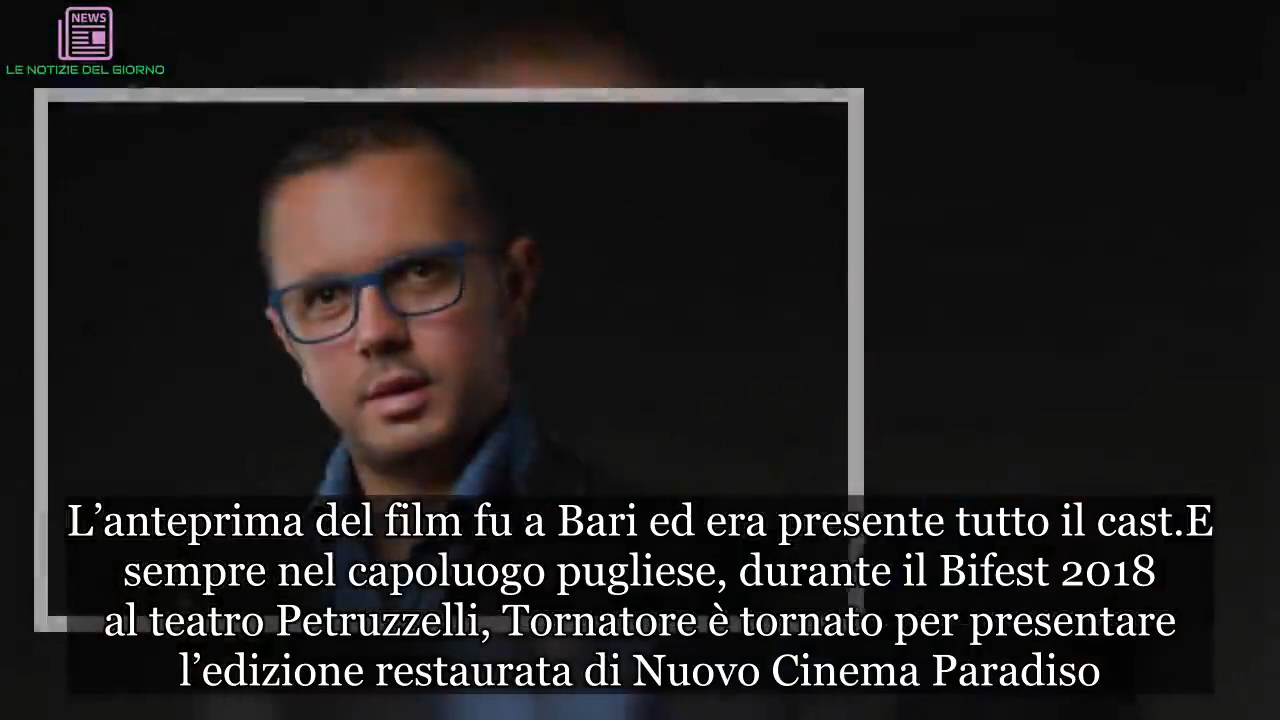 NEWS
LE NOTIZIE DEL GIORNO
L’anteprima del film fu a Bari ed era presente tutto il cast.E
sempre nel capoluogo pugliese, durante il Bifest 2018
al teatro Petruzzelli, Tornatore è tornato per presentare
l’edizione restaurata di Nuovo Cinema Paradiso